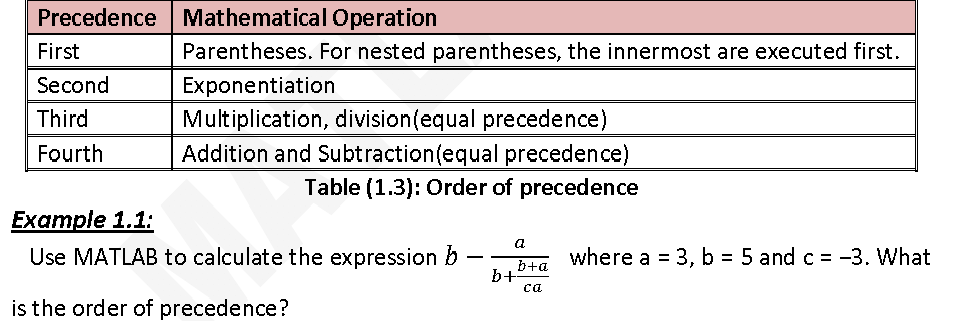 Precedence Mathematical Operation
First Parentheses. For nested parentheses, the innermost are executed first.
Second Exponentiation
Third Multiplication, division(equal precedence)
Fourth Addition and Subtraction(equal precedence)
Table (1.3): Order of precedence
Example 1.1:
Use MATLAB to calculate the expression b − a/(b+(b+a)/(ca)) where a = 3, b = 5 and c = −3. What
is the order of precedence?